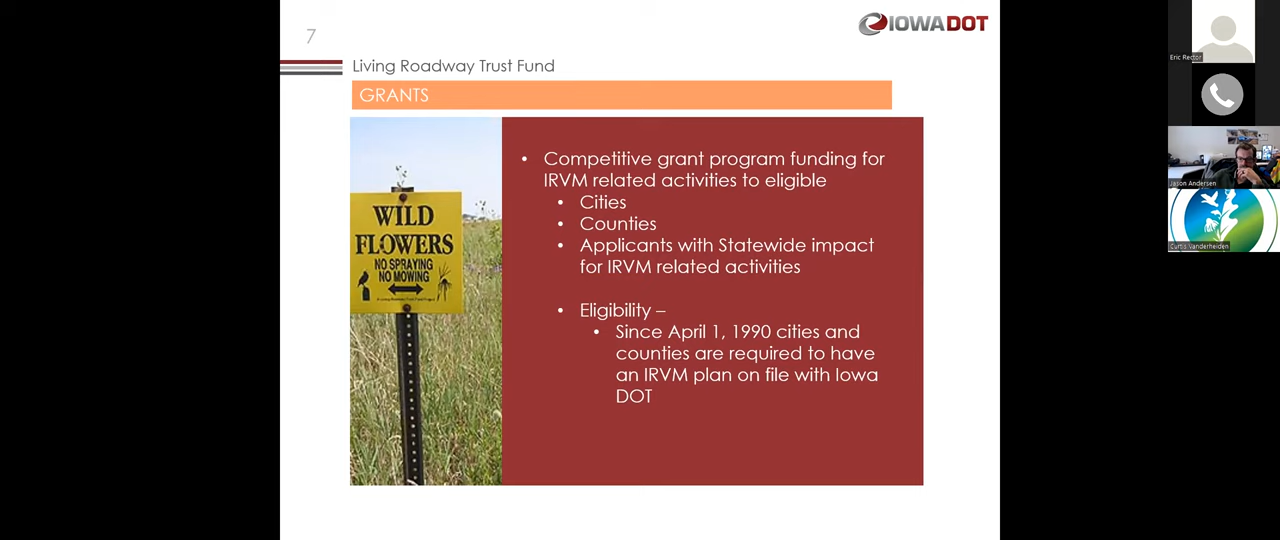 7
IOWADOT
Living Roadway Trust Fund
GRANTS
WILD
FLOWERS
NO SPRAYING
NO MOWING
• Competitive grant program funding for
IRVM related activities to eligible
• Cities
• Counties
• Applicants with Statewide impact
for IRVM related activities
• Eligibility –
• Since April 1, 1990 cities and
counties are required to have
an IRVM plan on file with Iowa
DOT
Eric Rector
Jason Andersen
Curtis Vanderheiden